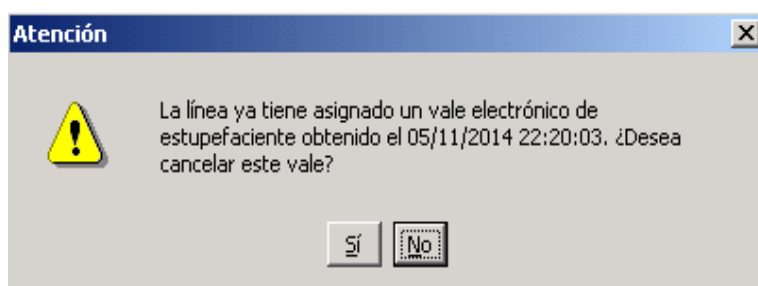 Atención
La línea ya tiene asignado un vale electrónico de
estupefaciente obtenido el 05/11/2014 22:20:03. ¿Desea
cancelar este vale?
Sí No